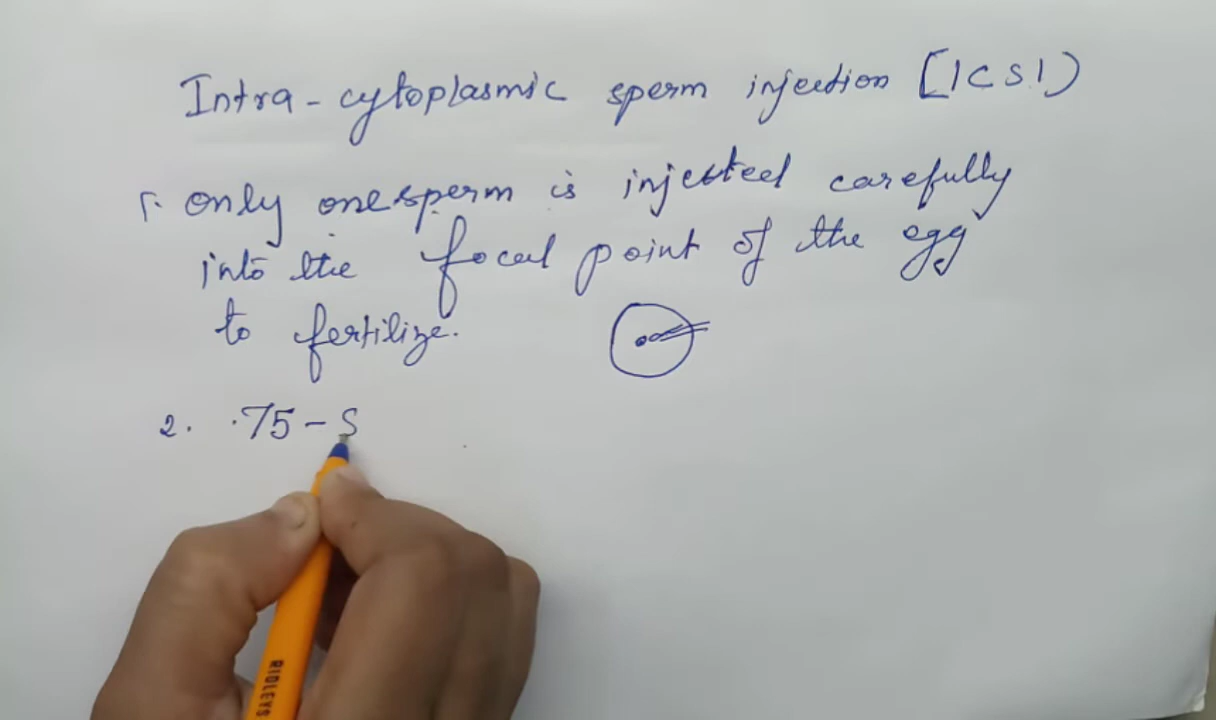 Intra-cytoplasmic sperm injection [ICSI)
1. only one sperm is injected carefully
into the focal point of the egg
to fertilize.
2. .75 - S
RIDLEYS